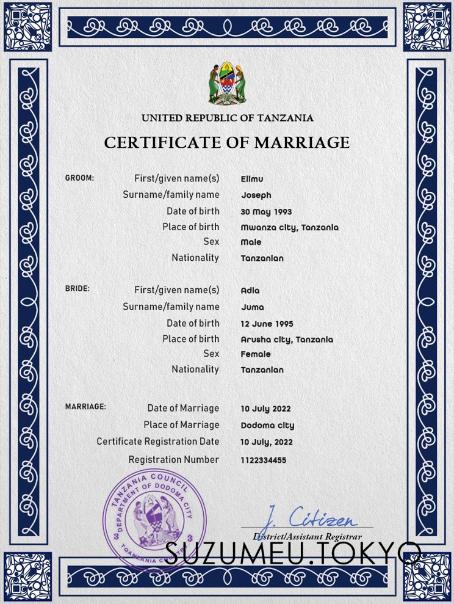 UNITED REPUBLIC OF TANZANIA
CERTIFICATE OF MARRIAGE
GROOM: First/given name(s) Elimu
Surname/family name Joseph
Date of birth 30 May 1993
Place of birth Mwanza city, Tanzania
Sex Male
Nationality Tanzanian
BRIDE: First/given name(s) Adla
Surname/family name Juma
Date of birth 12 June 1995
Place of birth Arusha city, Tanzania
Sex Female
Nationality Tanzanian
MARRIAGE: Date of Marriage 10 July 2022
Place of Marriage Dodoma city
Certificate Registration Date 10 July, 2022
Registration Number 1122334455
TANZANIA COUNCIL
DEPARTMENT OF DODOMA CITY
3 3
J. Citizen
District/Assistant Registrar
SUZUMEU.TOKYO